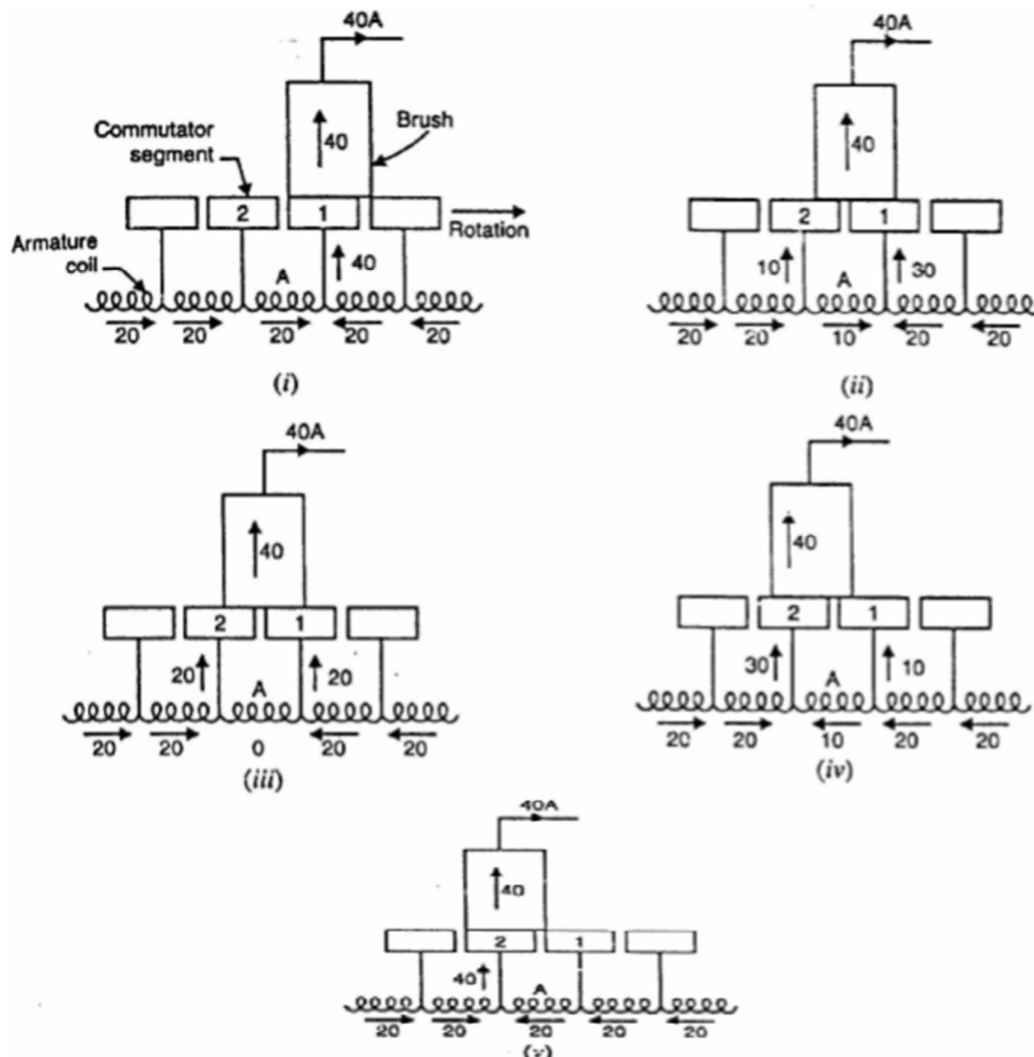 40A
40
Brush
Commutator
segment
2 1
Rotation
Armature
coil
A
40
20 20 20 20 20
(i)
40A
40
2 1
10 A 30
20 20 10 20 20
(ii)
40A
40
2 1
20 A 20
20 20 0 20 20
(iii)
40A
40
2 1
30 A 10
20 20 10 20 20
(iv)
40A
40
2 1
40 A
20 20 20 20 20
(v)